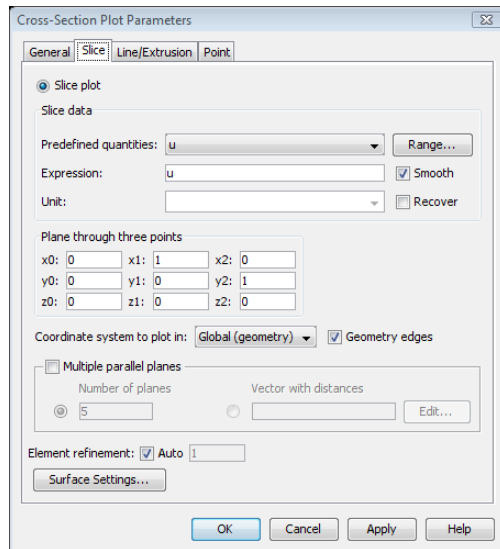 Cross-Section Plot Parameters
General Slice Line/Extrusion Point
Slice plot
Slice data
Predefined quantities: u Range...
Expression: u Smooth
Unit: Recover
Plane through three points
x0: 0 x1: 1 x2: 0
y0: 0 y1: 0 y2: 1
z0: 0 z1: 0 z2: 0
Coordinate system to plot in: Global (geometry) Geometry edges
Multiple parallel planes
Number of planes Vector with distances
5 Edit...
Element refinement: Auto 1
Surface Settings...
OK Cancel Apply Help